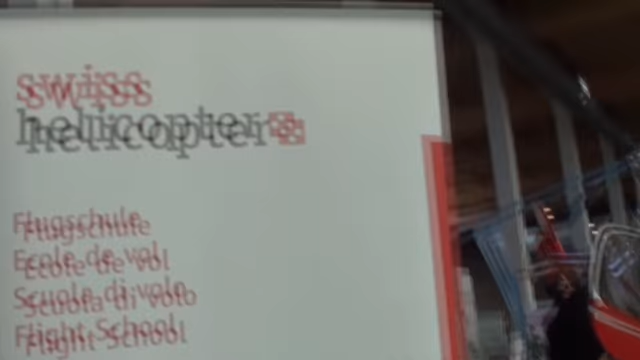 swiss
helicopter
Flugschule
Ecole de vol
Scuola di volo
Flight School